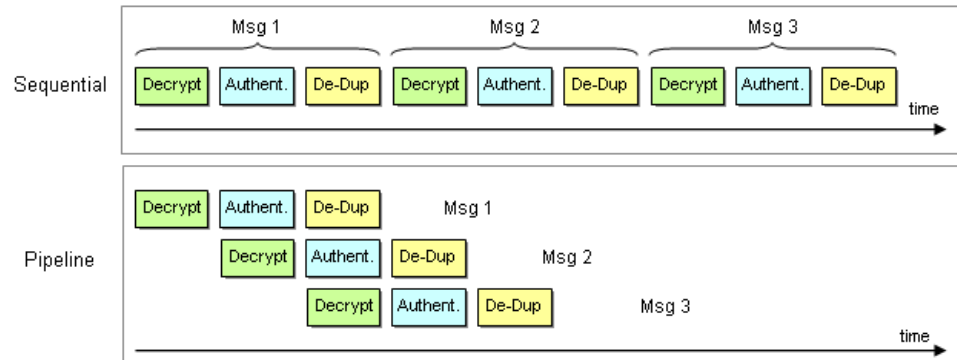 Msg 1 Msg 2 Msg 3
Sequential Decrypt Authent. De-Dup Decrypt Authent. De-Dup Decrypt Authent. De-Dup
time
Decrypt Authent. De-Dup Msg 1
Pipeline Decrypt Authent. De-Dup Msg 2
Decrypt Authent. De-Dup Msg 3
time